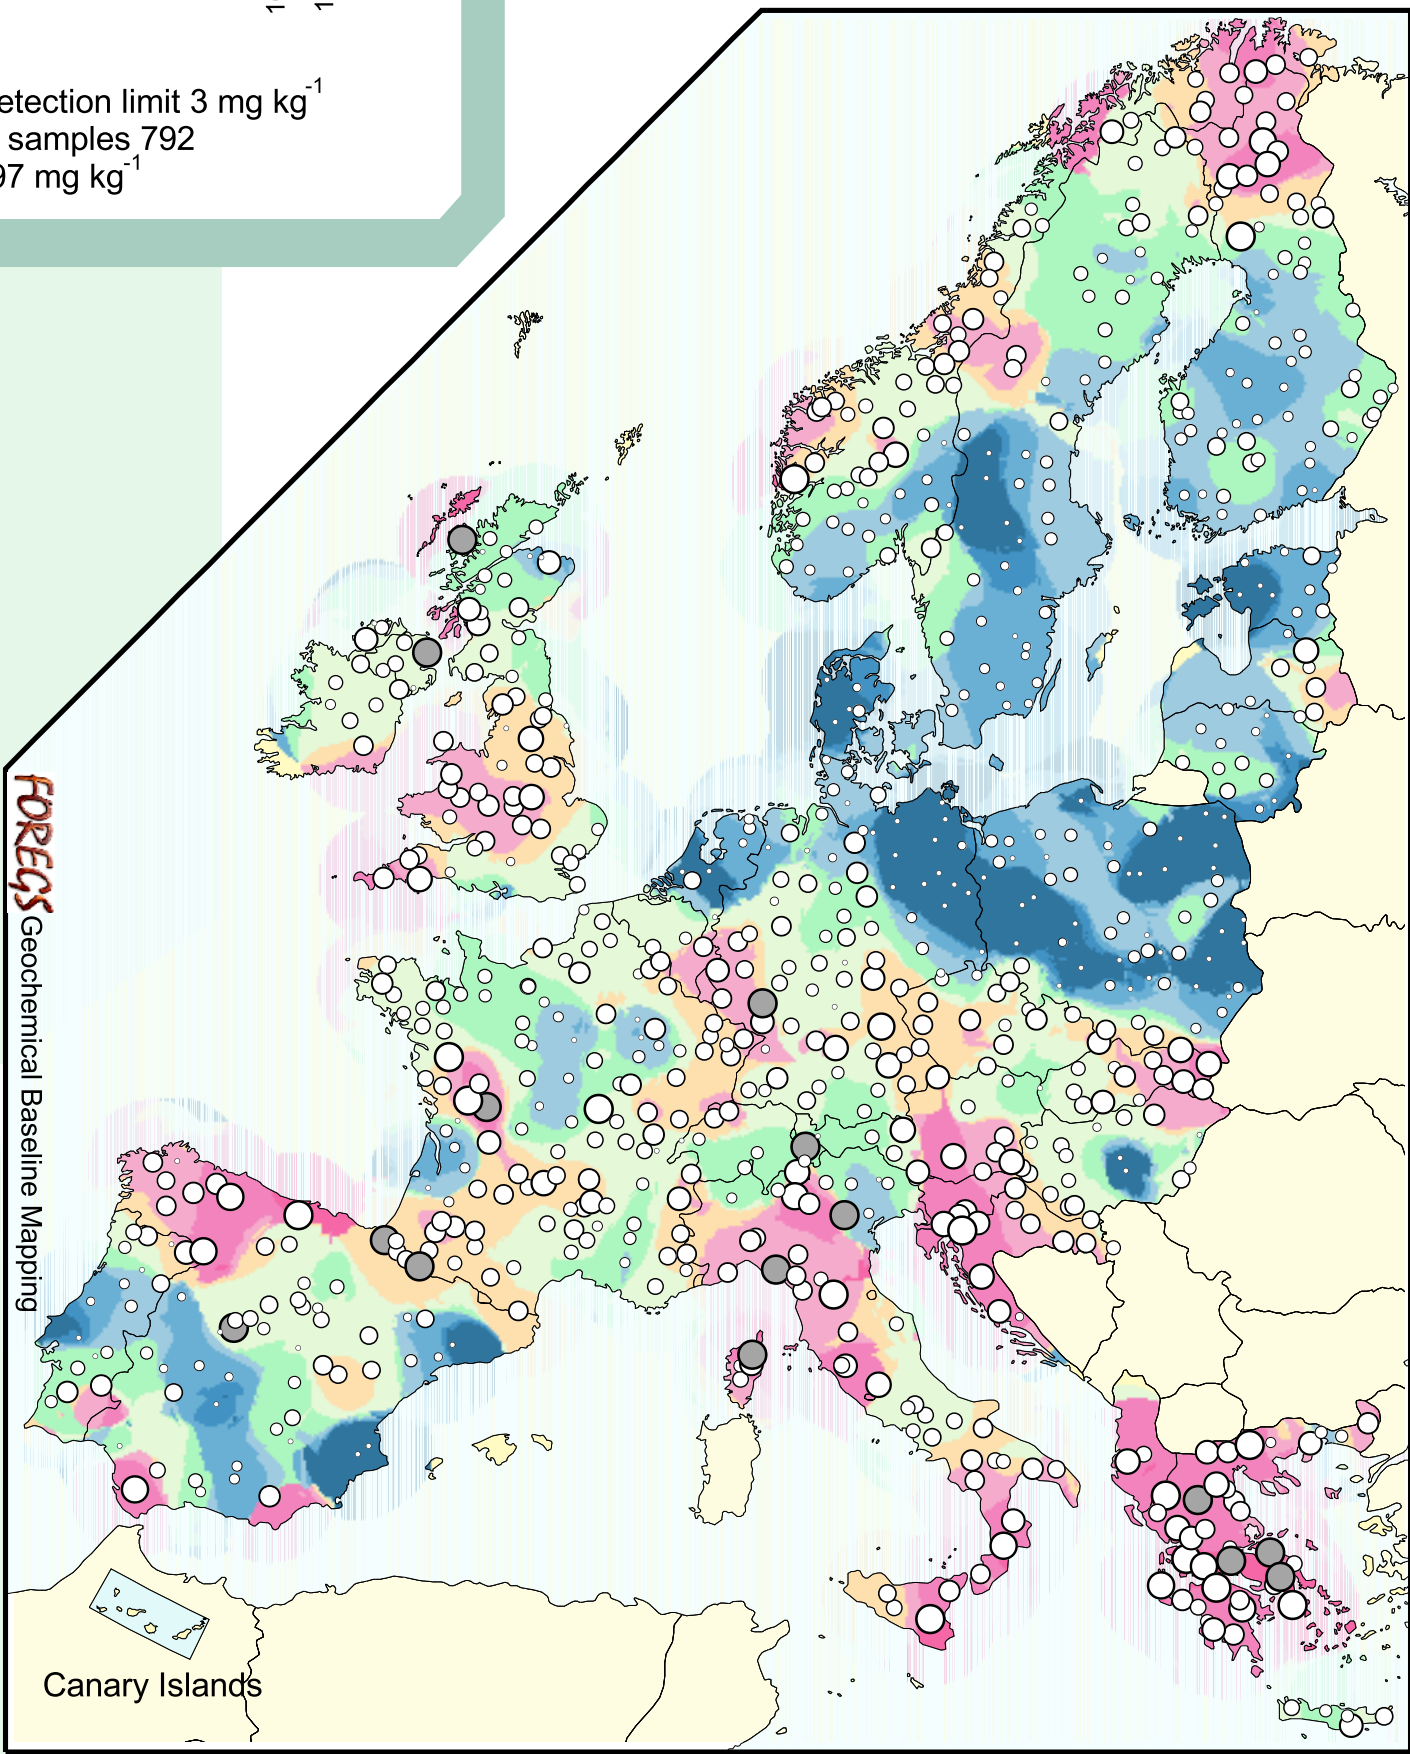 etection limit 3 mg kg-1
samples 792
97 mg kg-1
FOREGS Geochemical Baseline Mapping
Canary Islands